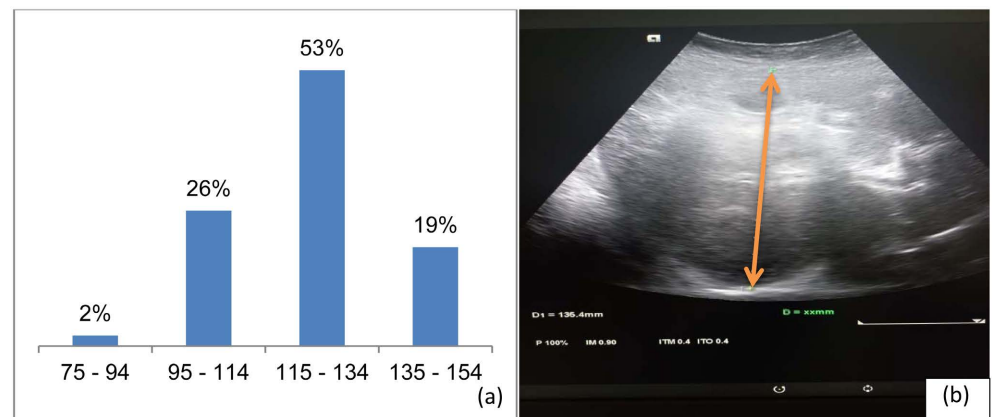 53%
26%
19%
2%
75 - 94
95 - 114
115 - 134
135 - 154
(a)
D1 = 135.4mm
D = xxmm
P 100%
IM 0.90
ITM 0.4
ITO 0.4
(b)